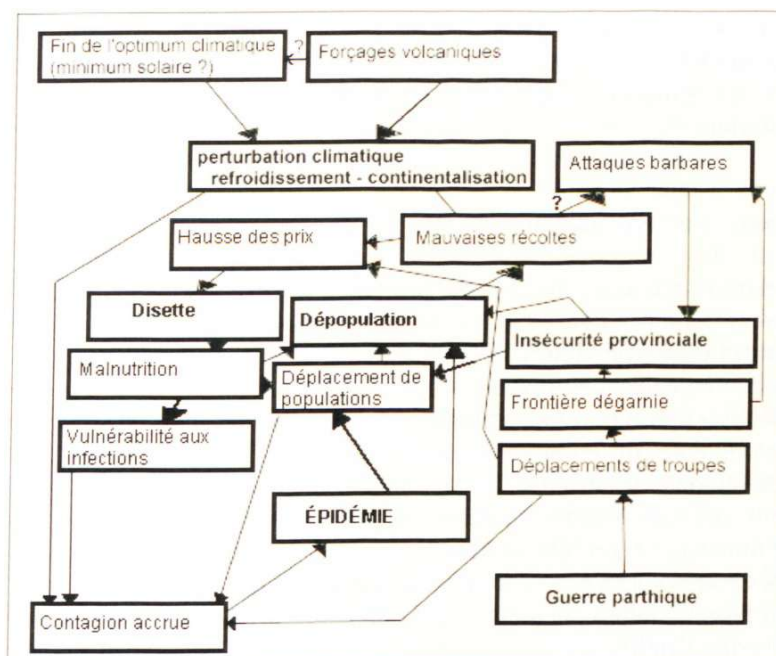 Fin de l'optimum climatique
(minimum solaire ?)
?
Forçages volcaniques
perturbation climatique
refroidissement - continentalisation
Attaques barbares
?
Hausse des prix
Mauvaises récoltes
Disette
Dépopulation
Insécurité provinciale
Malnutrition
Déplacement de
populations
Frontière dégarnie
Vulnérabilité aux
infections
Déplacements de troupes
ÉPIDÉMIE
Guerre parthique
Contagion accrue